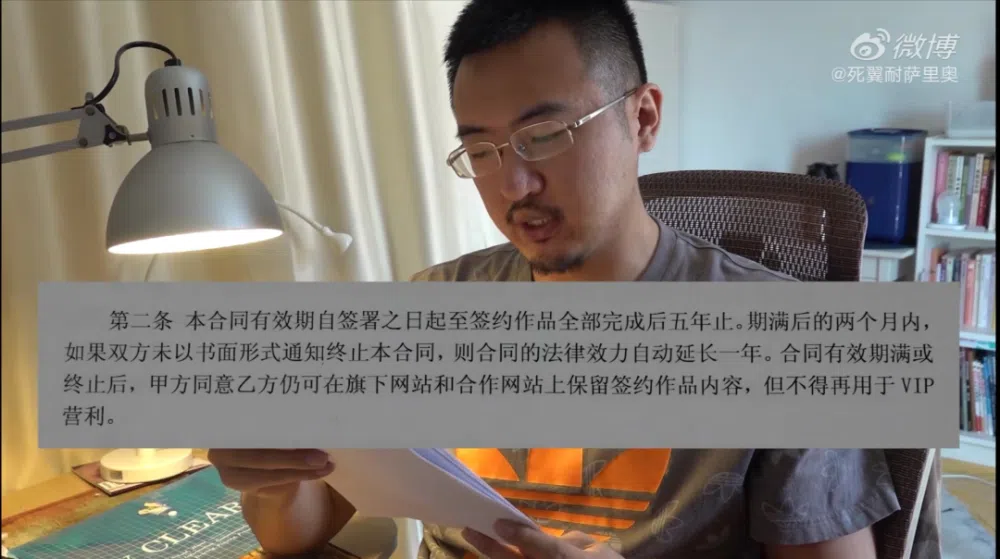 微博
@死翼耐萨里奥
第二条 本合同有效期自签署之日起至签约作品全部完成后五年止。期满后的两个月内，
如果双方未以书面形式通知终止本合同，则合同的法律效力自动延长一年。合同有效期满或
终止后，甲方同意乙方仍可在旗下网站和合作网站上保留签约作品内容，但不得再用于 VIP
营利。
CLEAR